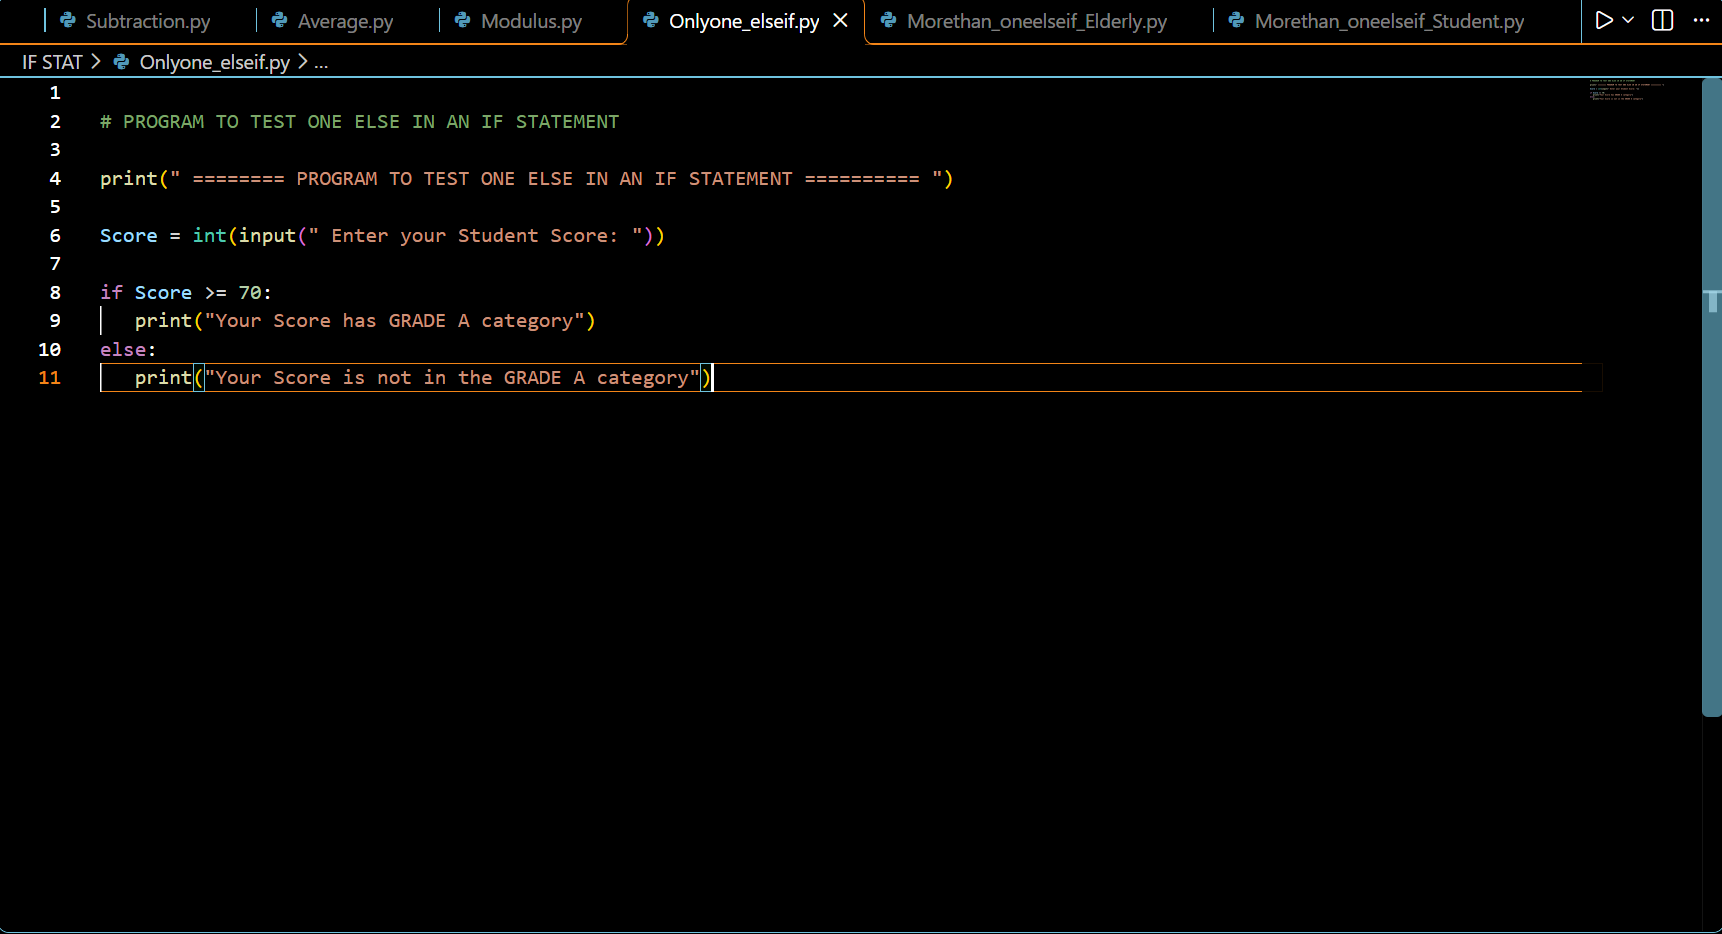 Subtraction.py Average.py Modulus.py Onlyone_elseif.py Morethan_oneelseif_Elderly.py Morethan_oneelseif_Student.py
IF STAT > Onlyone_elseif.py > ...
1
2 # PROGRAM TO TEST ONE ELSE IN AN IF STATEMENT
3
4 print(" ======== PROGRAM TO TEST ONE ELSE IN AN IF STATEMENT ========== ")
5
6 Score = int(input(" Enter your Student Score: "))
7
8 if Score >= 70:
9    print("Your Score has GRADE A category")
10 else:
11    print("Your Score is not in the GRADE A category")